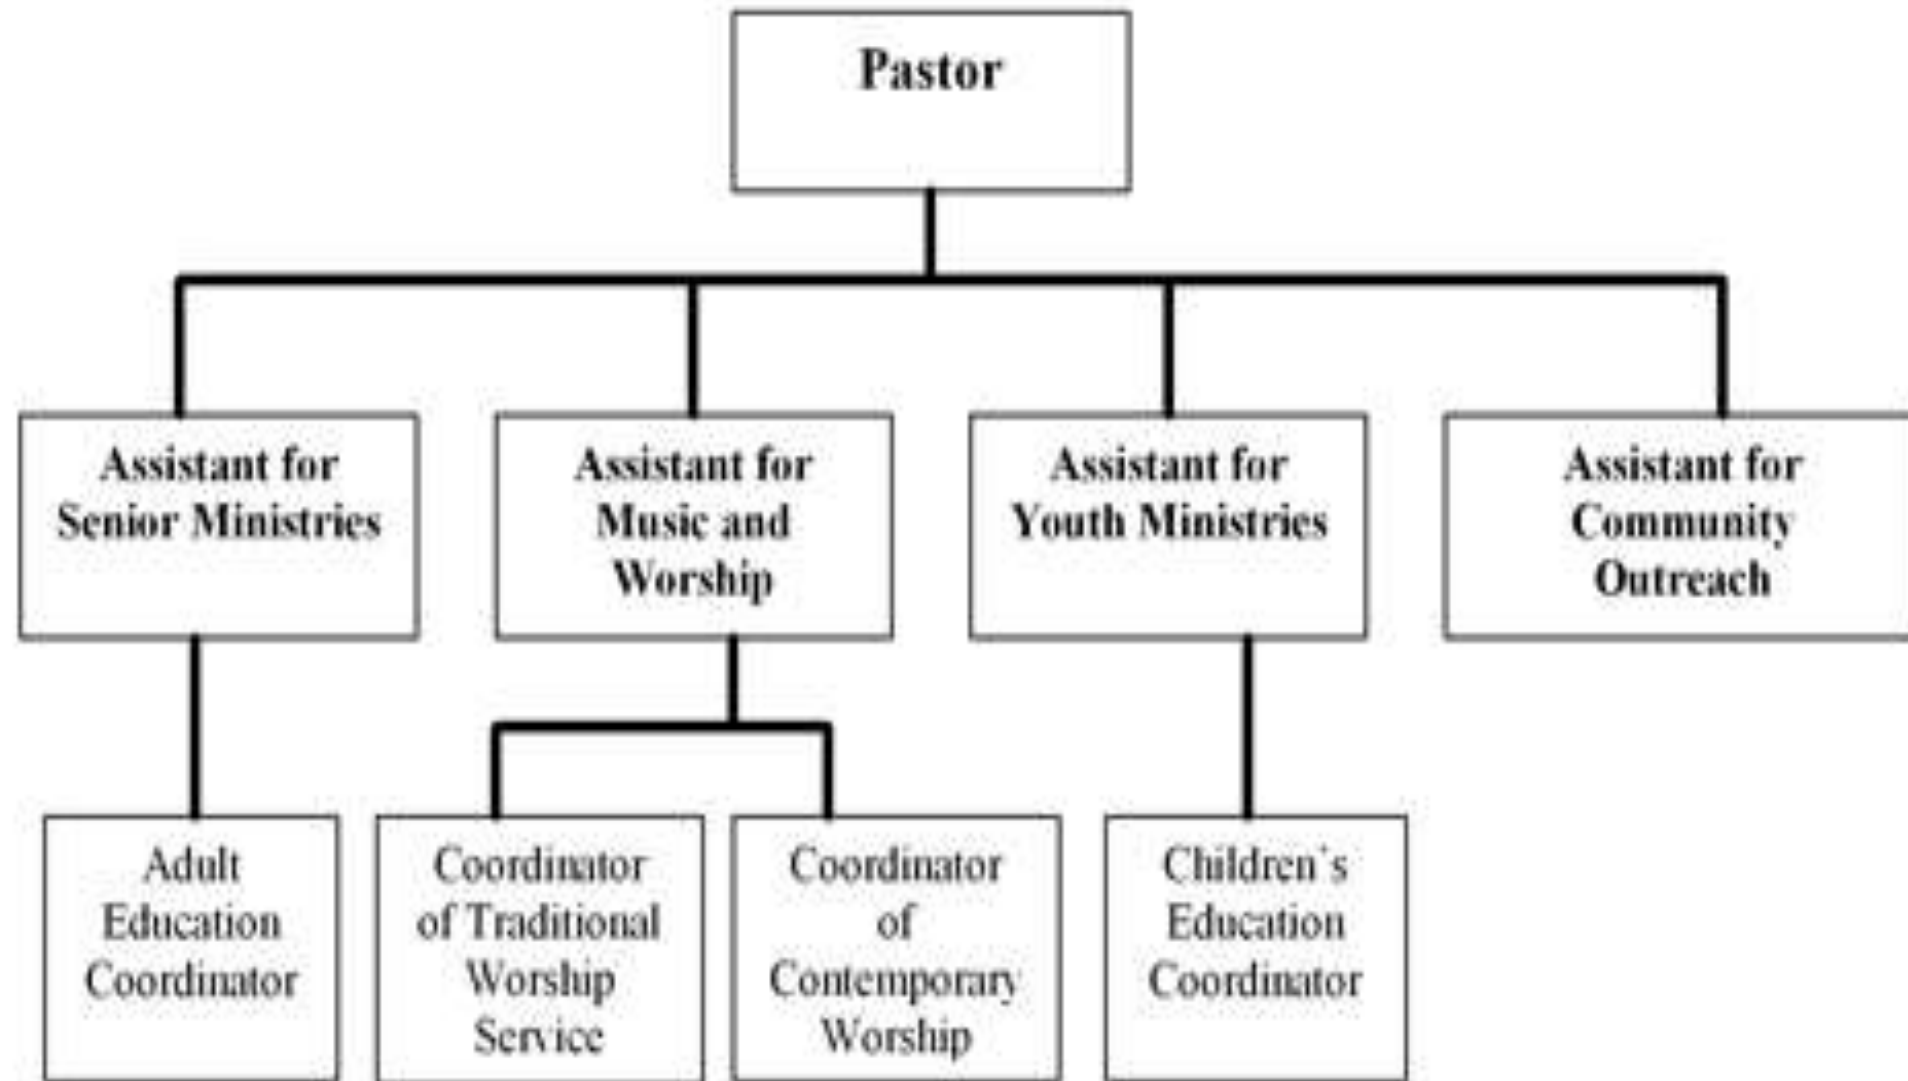 Pastor
Assistant for
Senior Ministries
Assistant for
Music and
Worship
Assistant for
Youth Ministries
Assistant for
Community
Outreach
Adult
Education
Coordinator
Coordinator
of Traditional
Worship
Service
Coordinator
of
Contemporary
Worship
Children's
Education
Coordinator